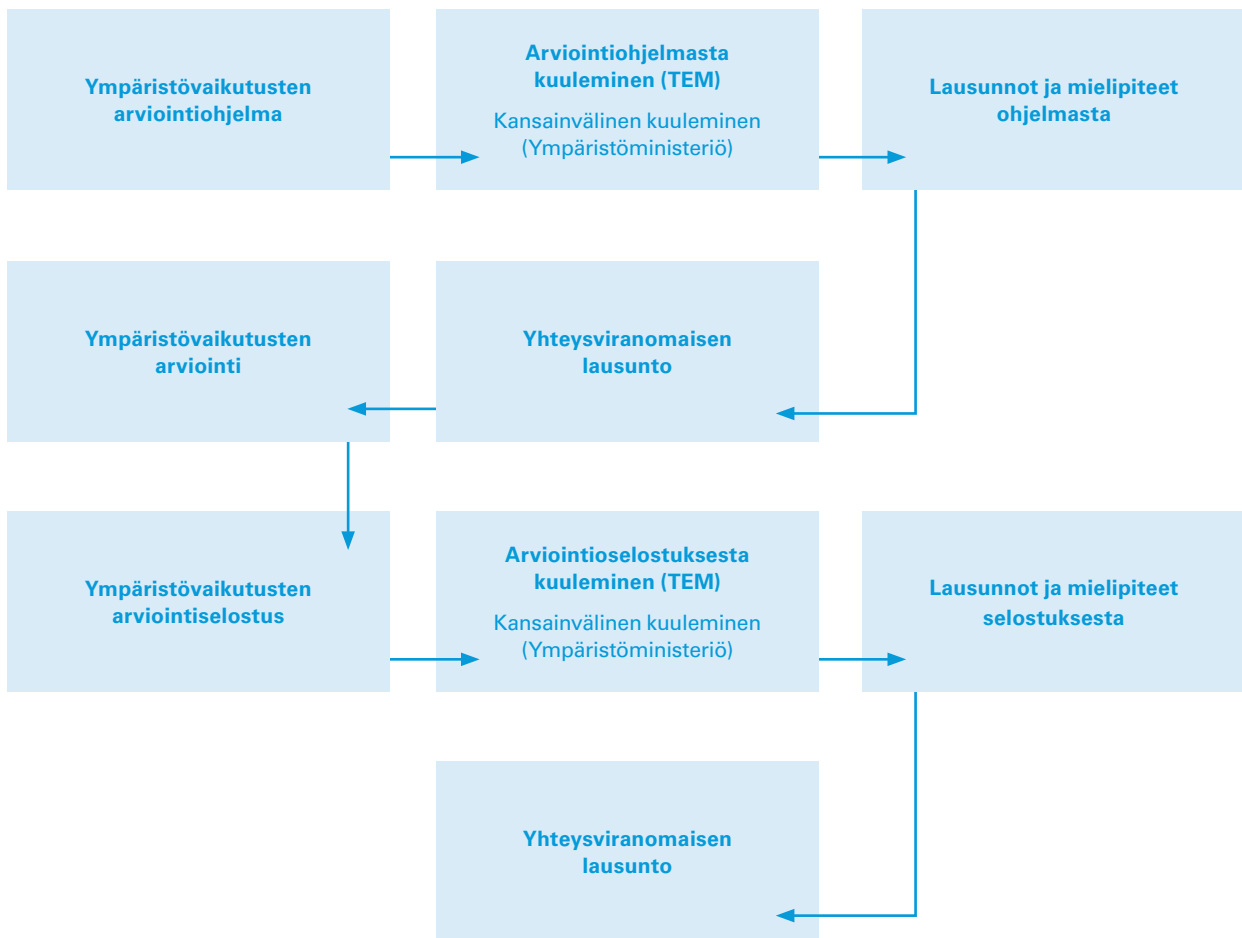 Ympäristövaikutusten
arviointiohjelma
Arviointiohjelmasta
kuuleminen (TEM)
Kansainvälinen kuuleminen
(Ympäristöministeriö)
Lausunnot ja mielipiteet
ohjelmasta
Ympäristövaikutusten
arviointi
Yhteysviranomaisen
lausunto
Ympäristövaikutusten
arviointiselostus
Arviointioselostuksesta
kuuleminen (TEM)
Kansainvälinen kuuleminen
(Ympäristöministeriö)
Lausunnot ja mielipiteet
selostuksesta
Yhteysviranomaisen
lausunto